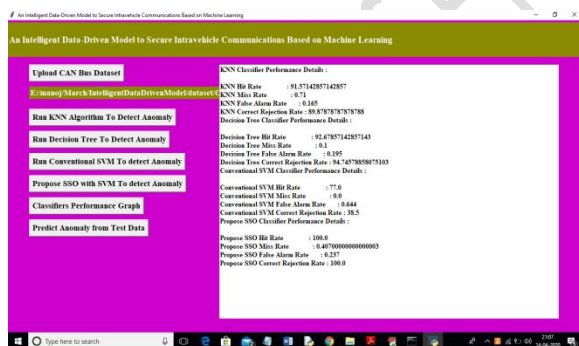 An Intelligent Data-Driven Model to Secure Intravehicle Communications Based on Machine Learning
An Intelligent Data-Driven Model to Secure Intravehicle Communications Based on Machine Learning
Upload CAN Bus Dataset
E:/manoj/March/IntelligentDataDrivenModel/dataset/C
Run KNN Algorithm To Detect Anomaly
Run Decision Tree To Detect Anomaly
Run Conventional SVM To detect Anomaly
Propose SSO with SVM To detect Anomaly
Classifiers Performance Graph
Predict Anomaly from Test Data
KNN Classifier Performance Details :
KNN Hit Rate : 91.57142857142857
KNN Miss Rate : 0.71
KNN False Alarm Rate : 0.165
KNN Correct Rejection Rate : 89.87878787878788
Decision Tree Classifier Performance Details :
Decision Tree Hit Rate : 92.67857142857143
Decision Tree Miss Rate : 0.1
Decision Tree False Alarm Rate : 0.195
Decision Tree Correct Rejection Rate : 94.74578858075103
Conventional SVM Classifier Performance Details :
Conventional SVM Hit Rate : 77.0
Conventional SVM Miss Rate : 0.0
Conventional SVM False Alarm Rate : 0.644
Conventional SVM Correct Rejection Rate : 38.5
Propose SSO Classifier Performance Details :
Propose SSO Hit Rate : 100.0
Propose SSO Miss Rate : 0.40700000000000003
Propose SSO False Alarm Rate : 0.237
Propose SSO Correct Rejection Rate : 100.0
Type here to search
21:07